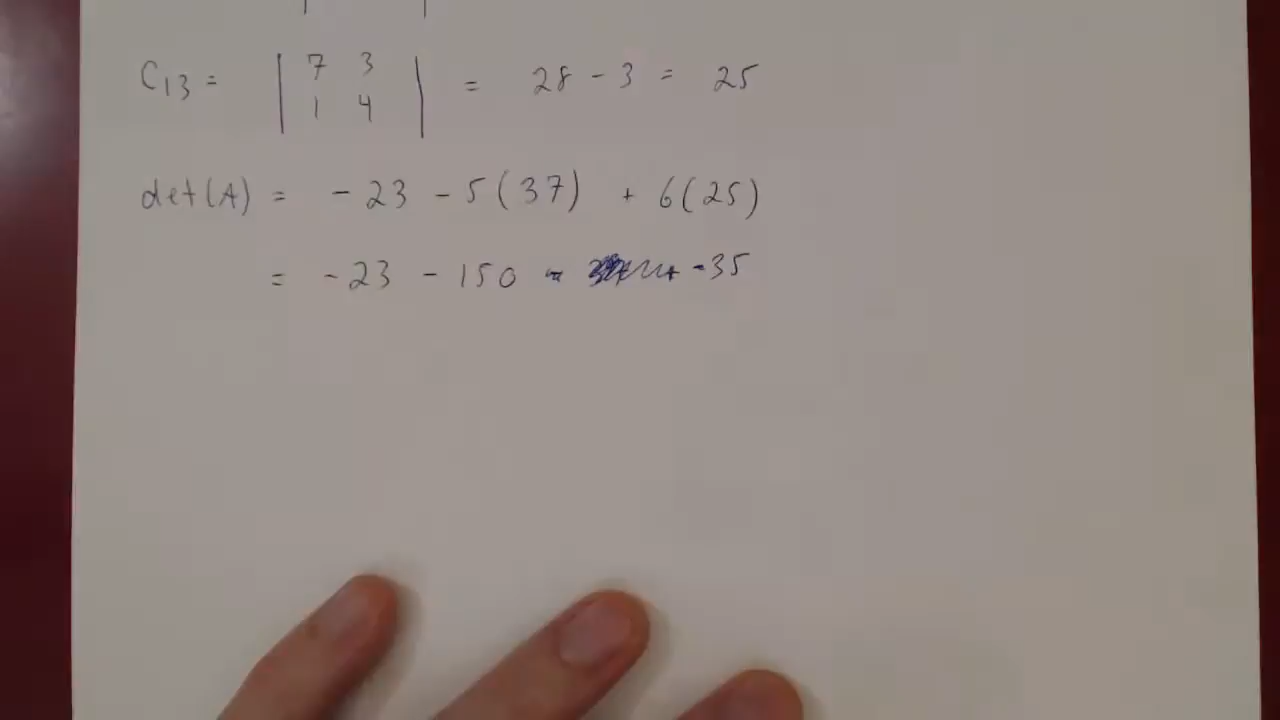 C13 = | 7 3 | = 28 - 3 = 25
| 1 4 |
det(A) = - 23 - 5(37) + 6(25)
= - 23 - 150 - - 35